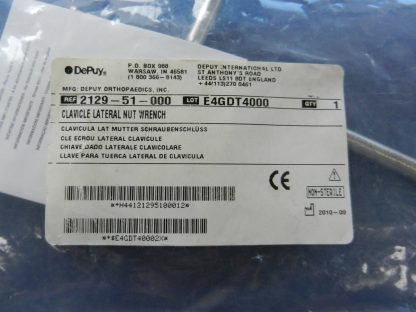 DePuy®
P.O. BOX 988
WARSAW, IN 46581
(1 800 366-8143)
DEPUY INTERNATIONAL LTD
ST ANTHONY'S ROAD
LEEDS LS11 8DT ENGLAND
+44(113)270 0461
MFG: DEPUY ORTHOPAEDICS, INC.
REF 2129-51-000 LOT E4GDT4000 QTY 1
CLAVICLE LATERAL NUT WRENCH
CLAVICULA LAT MUTTER SCHRAUBENSCHLÜSS
CLE ECROU LATERALE CLAVICULE
CHIAVE DADO LATERALE CLAVICOLARE
LLAVE PARA TUERCA LATERAL DE CLAVICULA
CE
NON-STERILE
2010-09
*+H44121295100012*
*+#E4GDT40002X*